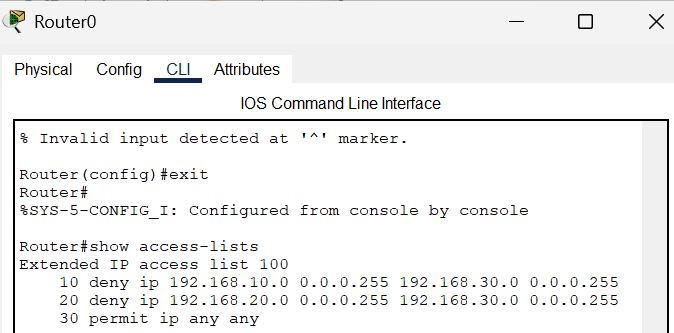 Router0
Physical Config CLI Attributes
IOS Command Line Interface
% Invalid input detected at '^' marker.
Router(config)#exit
Router#
%SYS-5-CONFIG_I: Configured from console by console
Router#show access-lists
Extended IP access list 100
10 deny ip 192.168.10.0 0.0.0.255 192.168.30.0 0.0.0.255
20 deny ip 192.168.20.0 0.0.0.255 192.168.30.0 0.0.0.255
30 permit ip any any